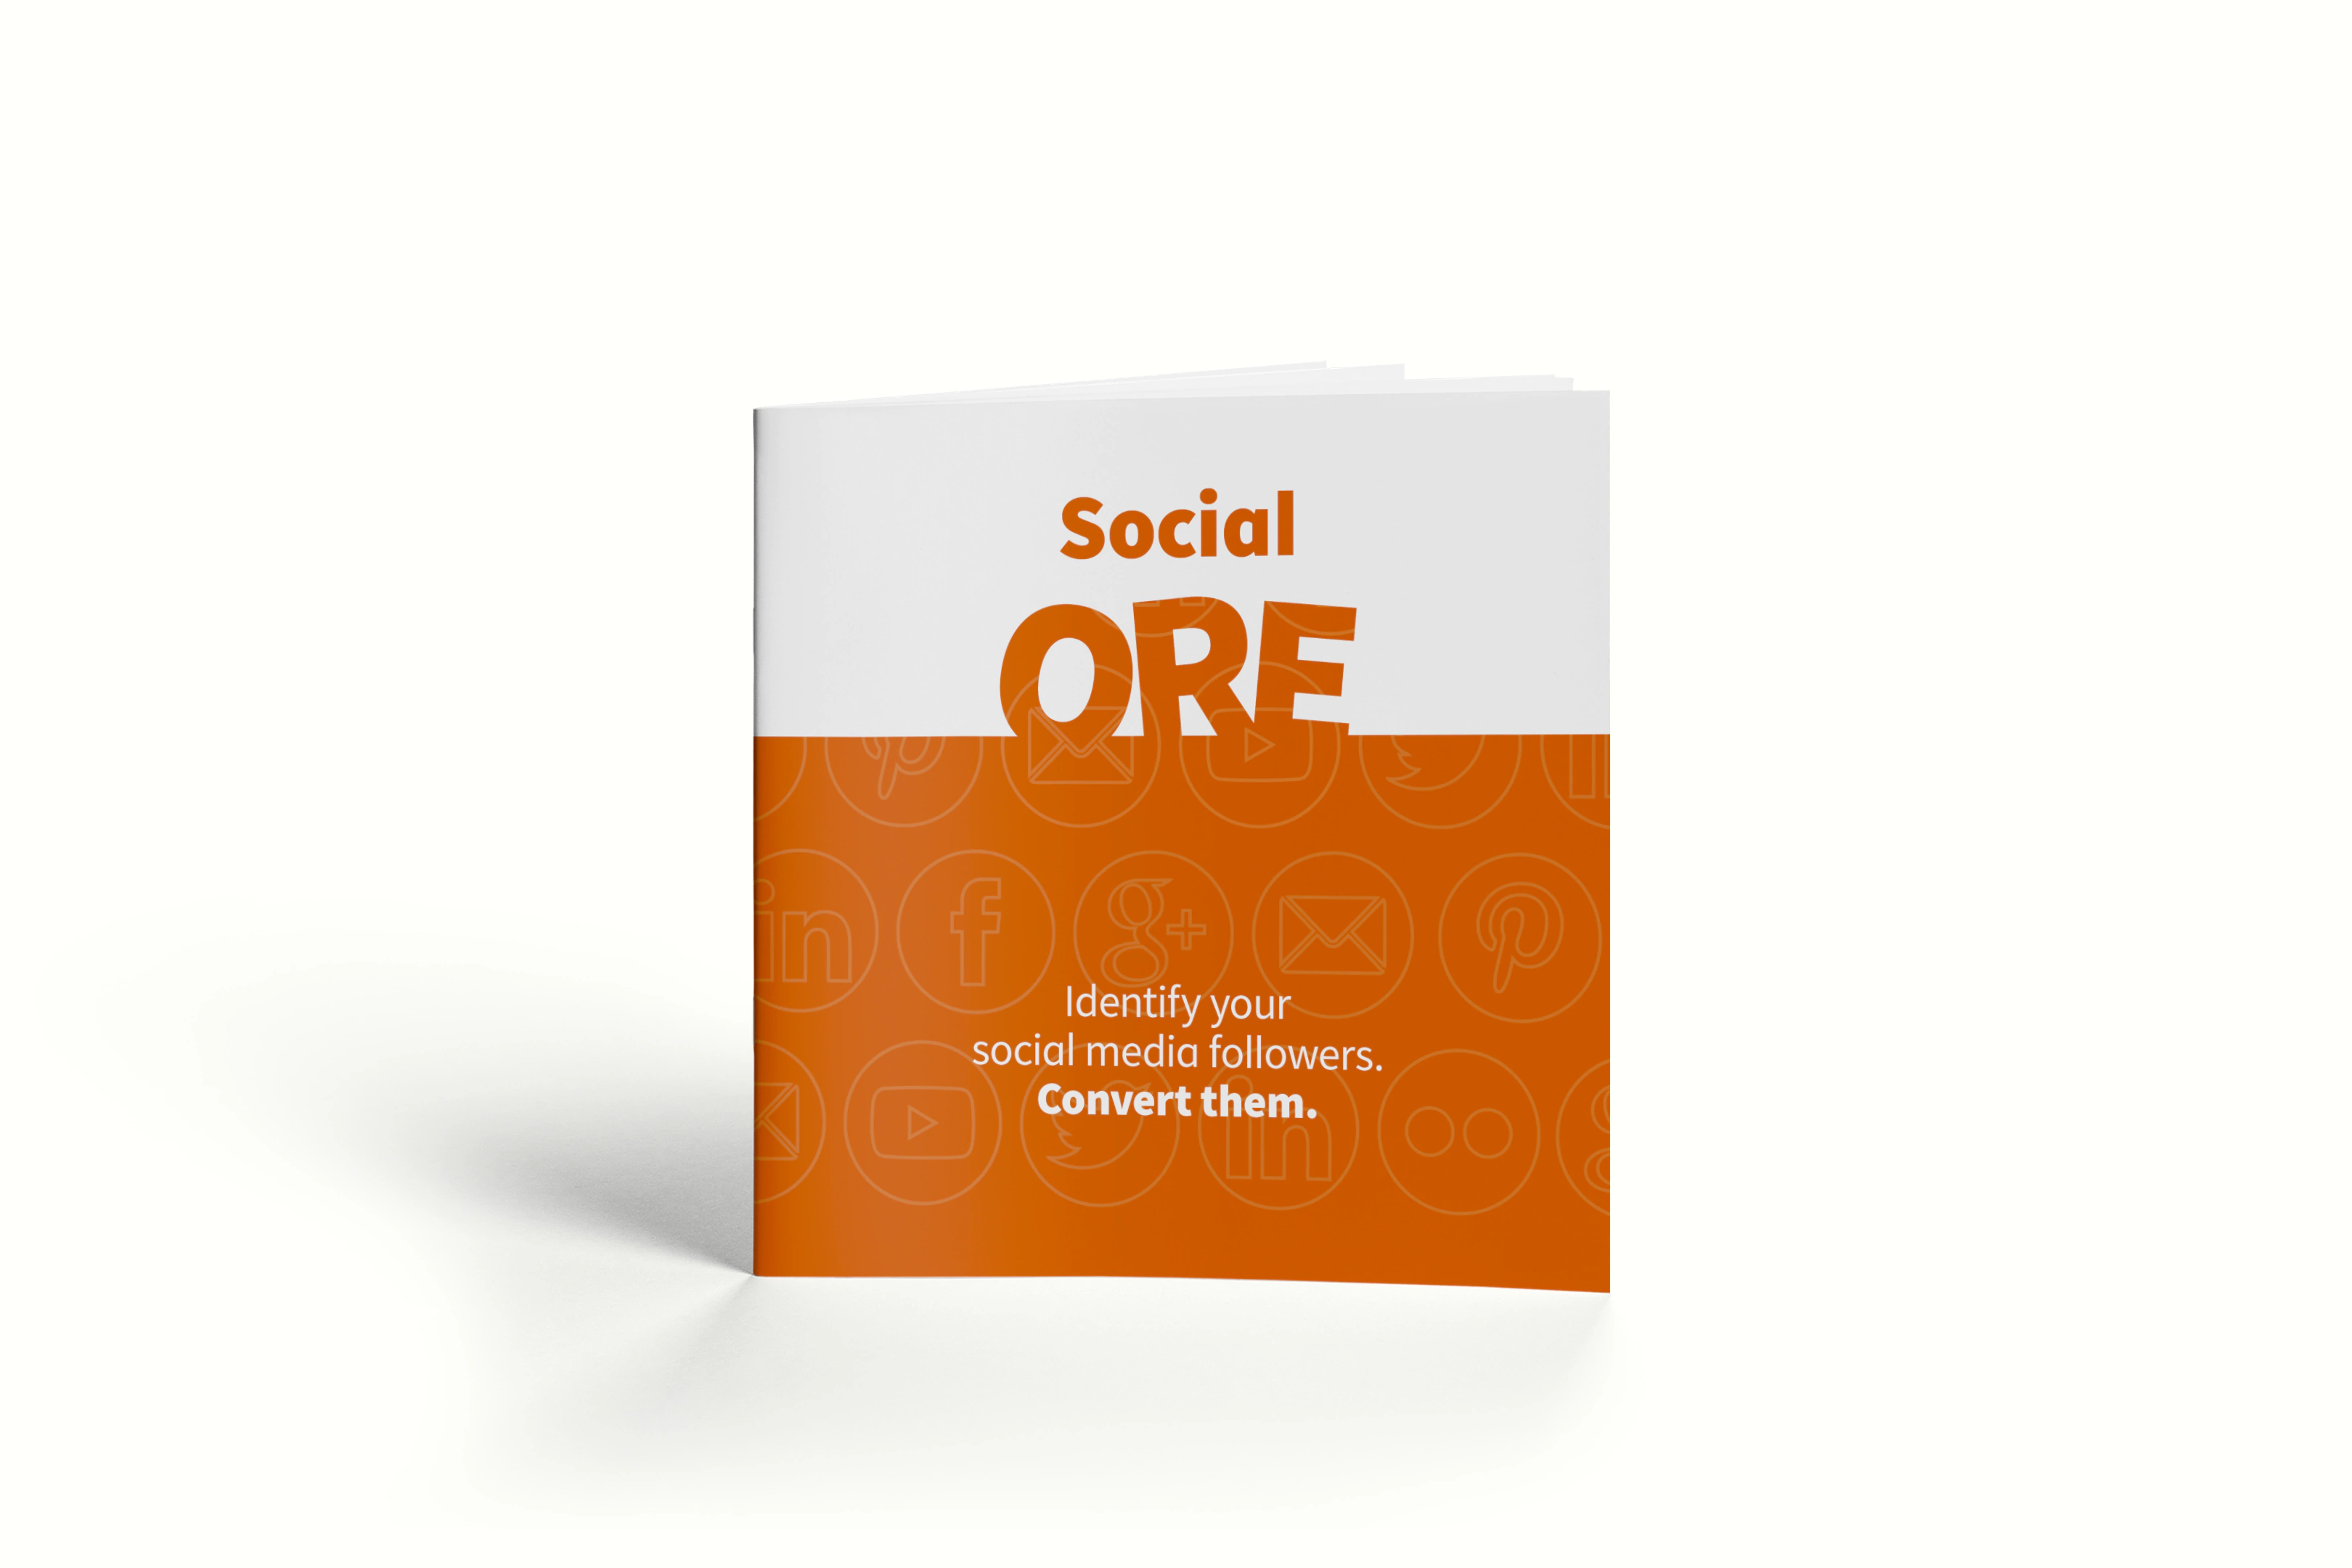 Social
ORE
Identify your
social media followers.
Convert them.